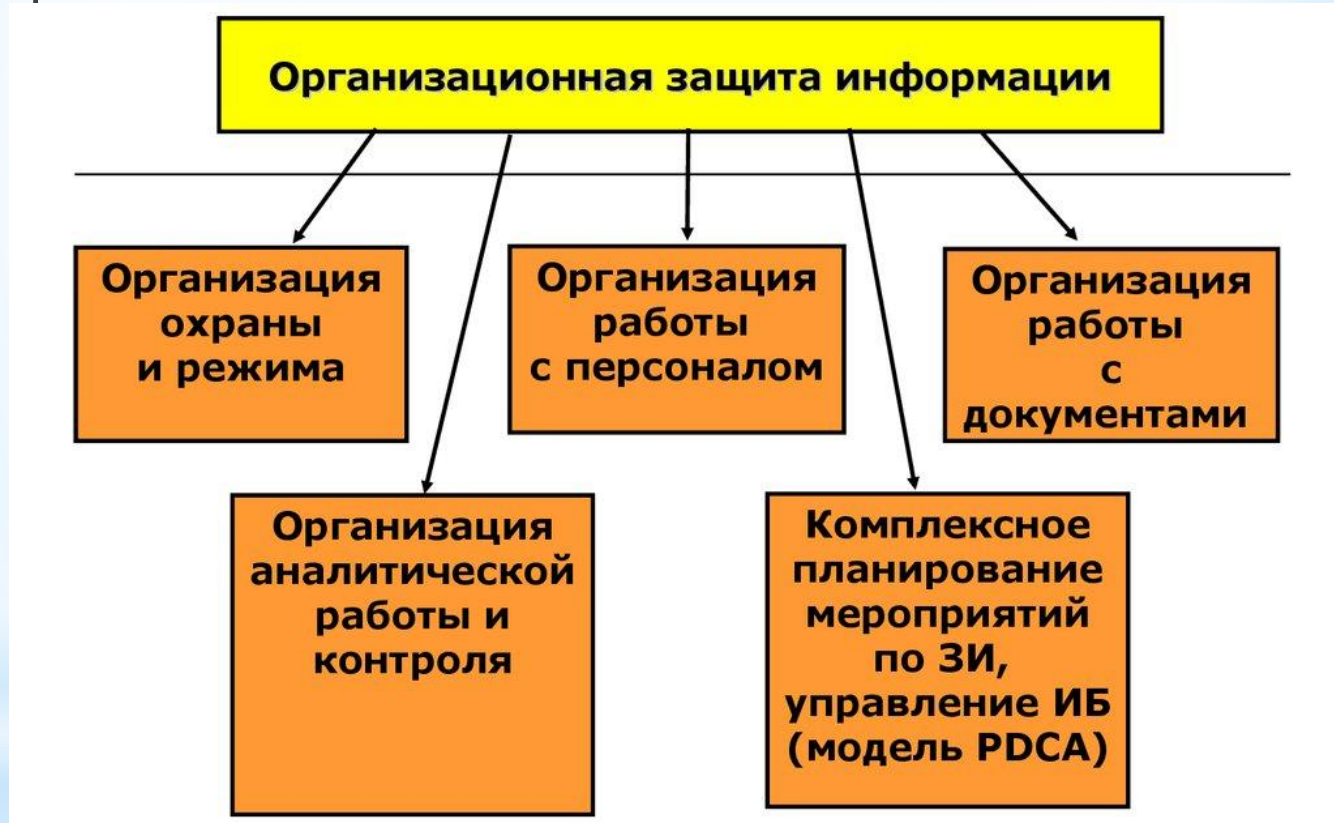 Организационная защита информации
Организация
охраны
и режима
Организация
работы
с персоналом
Организация
работы
с
документами
Организация
аналитической
работы и
контроля
Комплексное
планирование
мероприятий
по ЗИ,
управление ИБ
(модель PDCA)